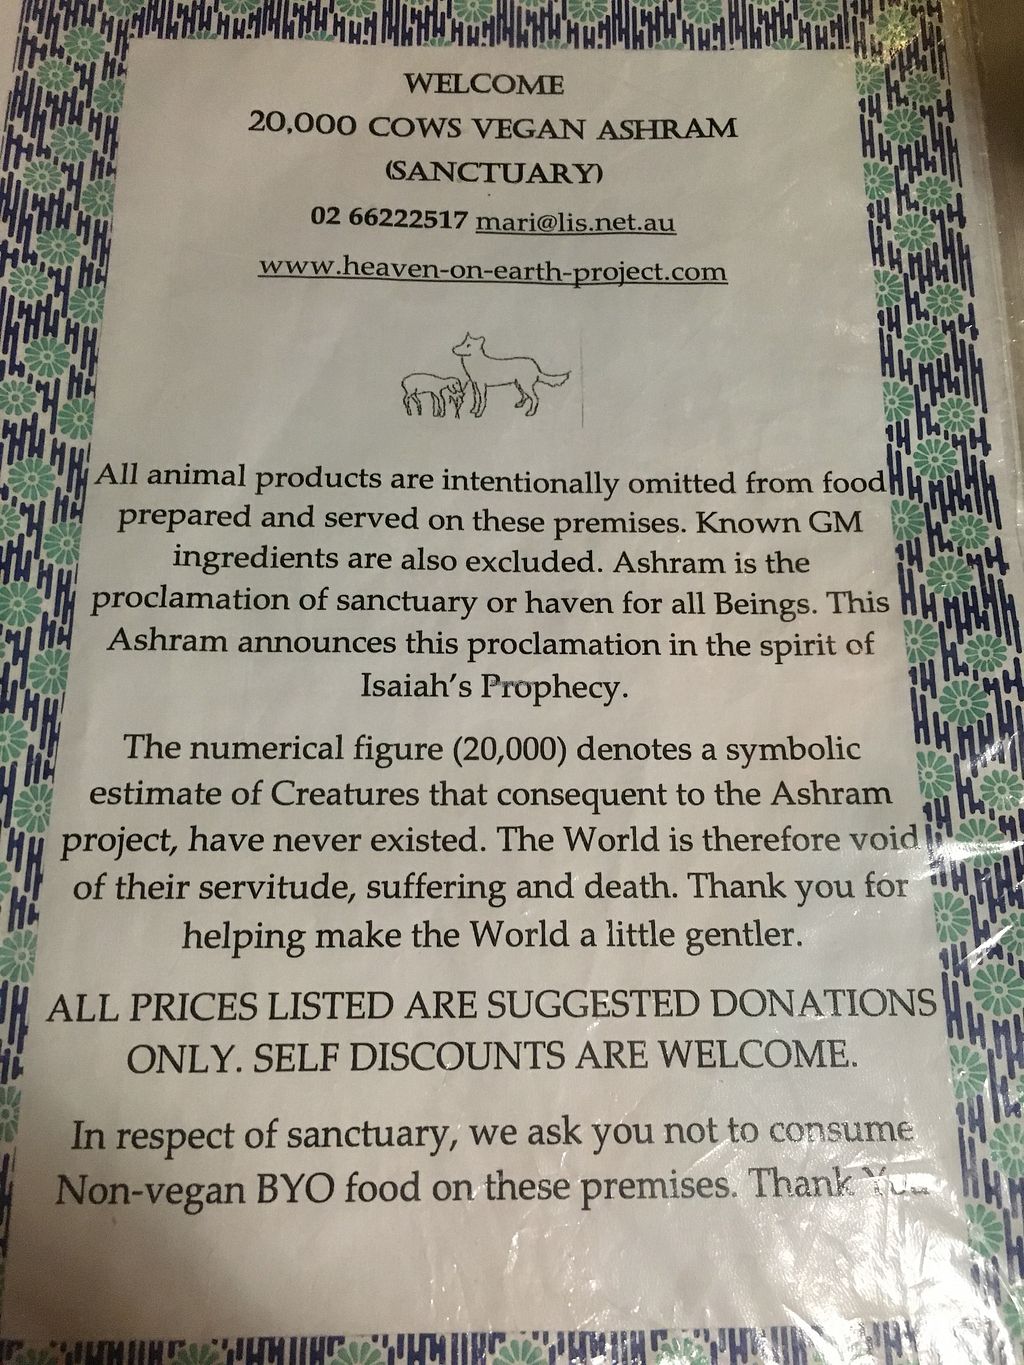 WELCOME
20,000 COWS VEGAN ASHRAM
(SANCTUARY)
02 66222517 mari@lis.net.au
www.heaven-on-earth-project.com
All animal products are intentionally omitted from food
prepared and served on these premises. Known GM
ingredients are also excluded. Ashram is the
proclamation of sanctuary or haven for all Beings. This
Ashram announces this proclamation in the spirit of
Isaiah's Prophecy.
The numerical figure (20,000) denotes a symbolic
estimate of Creatures that consequent to the Ashram
project, have never existed. The World is therefore void
of their servitude, suffering and death. Thank you for
helping make the World a little gentler.
ALL PRICES LISTED ARE SUGGESTED DONATIONS
ONLY. SELF DISCOUNTS ARE WELCOME.
In respect of sanctuary, we ask you not to consume
Non-vegan BYO food on these premises. Thank You